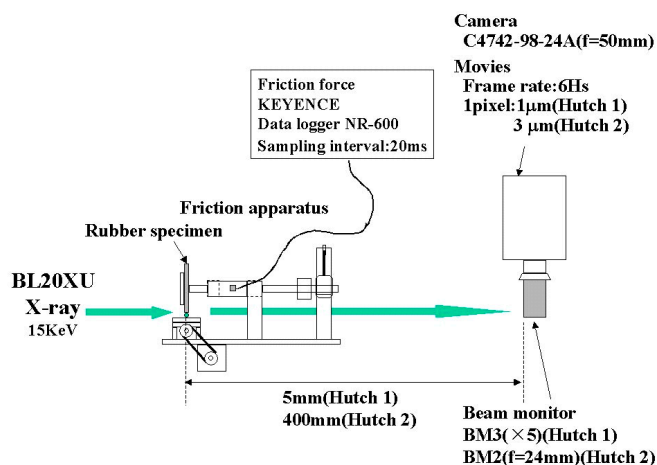 Camera
C4742-98-24A(f=50mm)
Movies
Frame rate:6Hs
1pixel:1μm(Hutch 1)
3 μm(Hutch 2)
Friction force
KEYENCE
Data logger NR-600
Sampling interval:20ms
Friction apparatus
Rubber specimen
BL20XU
X-ray
15KeV
5mm(Hutch 1)
400mm(Hutch 2)
Beam monitor
BM3(×5)(Hutch 1)
BM2(f=24mm)(Hutch 2)